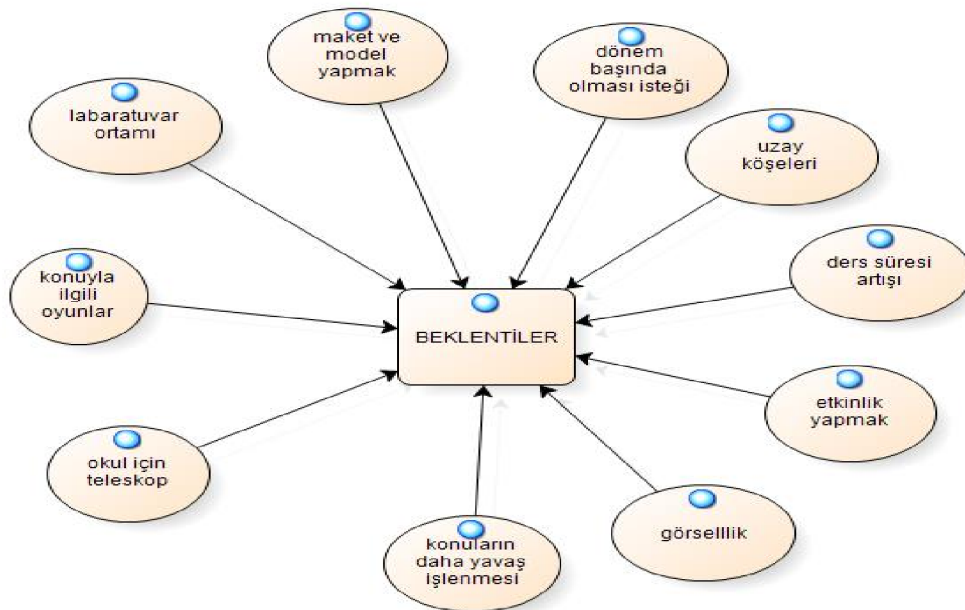 maket ve
model
yapmak
dönem
başında
olması isteği
labaratuvar
ortamı
uzay
köşeleri
konuyla
ilgili
oyunlar
ders süresi
artışı
BEKLENTİLER
okul için
teleskop
etkinlik
yapmak
konuların
daha yavaş
işlenmesi
görselllik